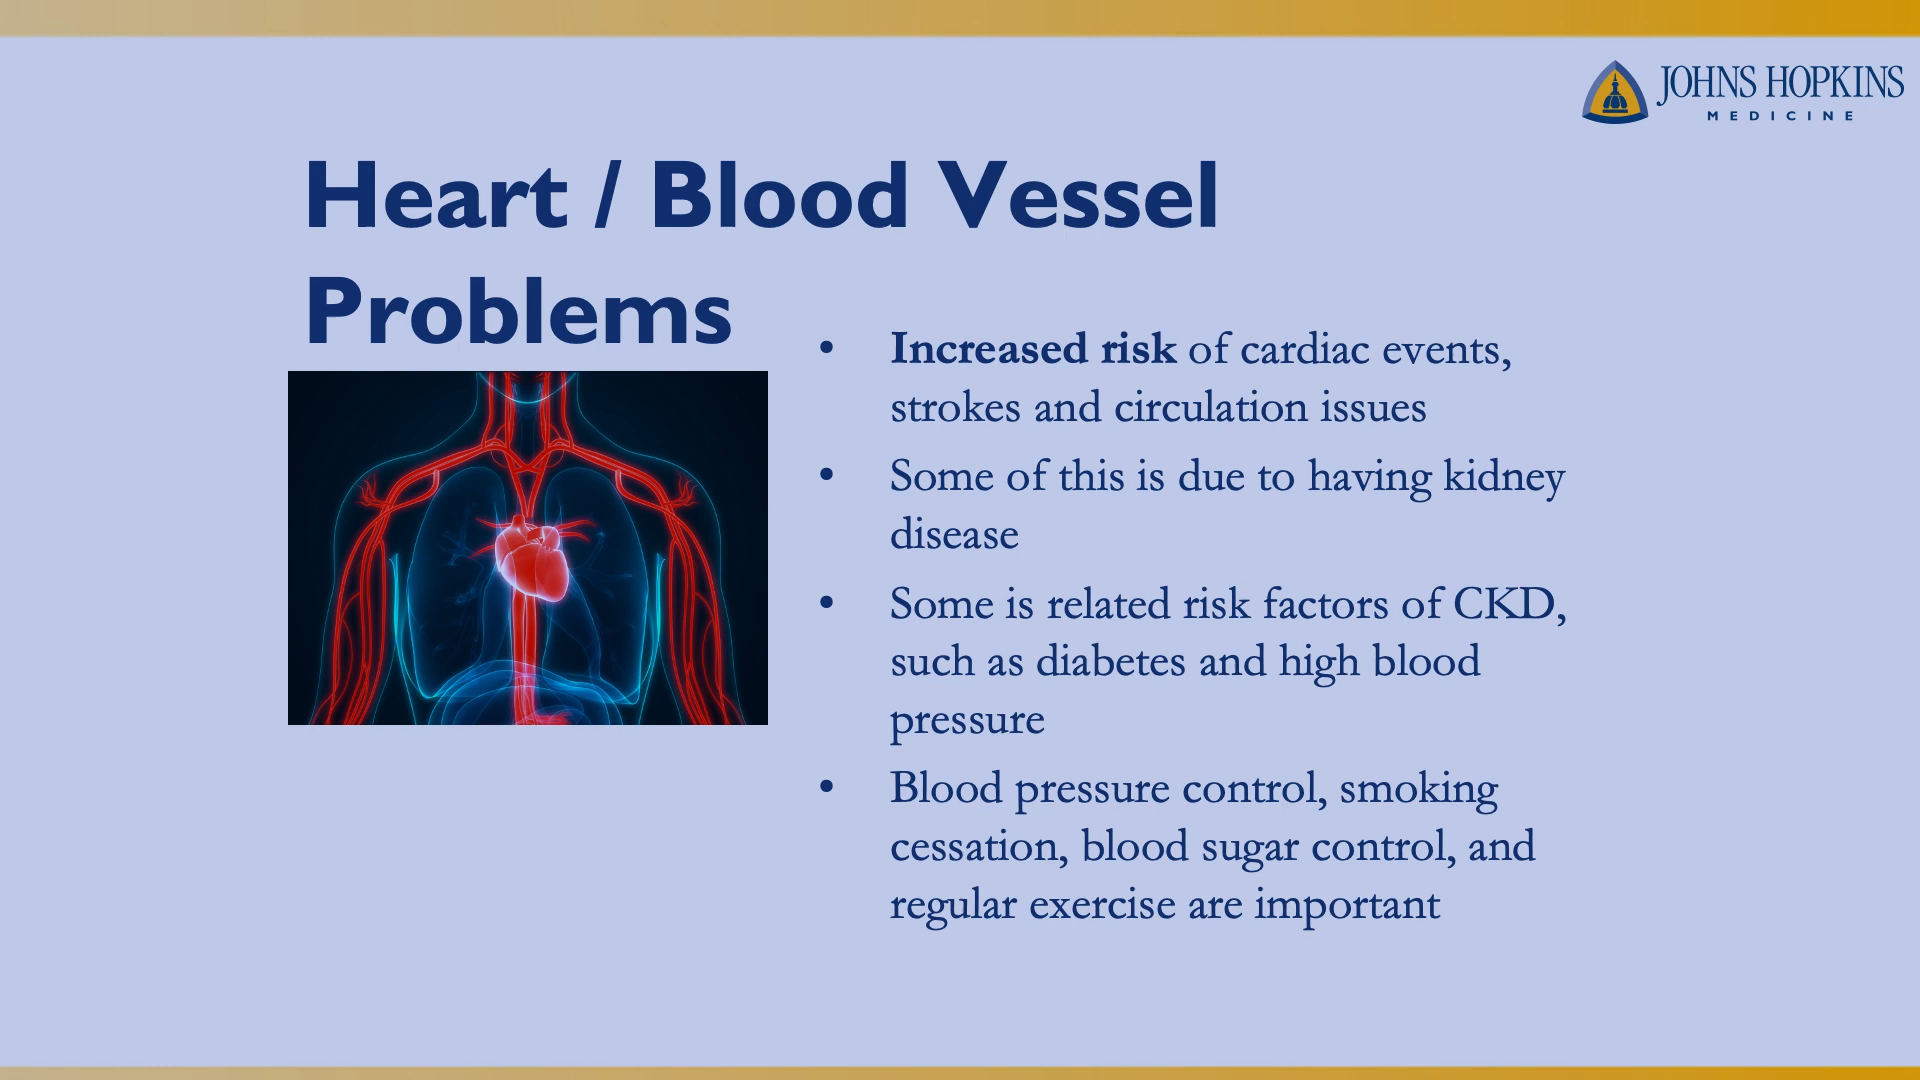 JOHNS HOPKINS
MEDICINE
Heart / Blood Vessel
Problems
• Increased risk of cardiac events,
strokes and circulation issues
• Some of this is due to having kidney
disease
• Some is related risk factors of CKD,
such as diabetes and high blood
pressure
• Blood pressure control, smoking
cessation, blood sugar control, and
regular exercise are important